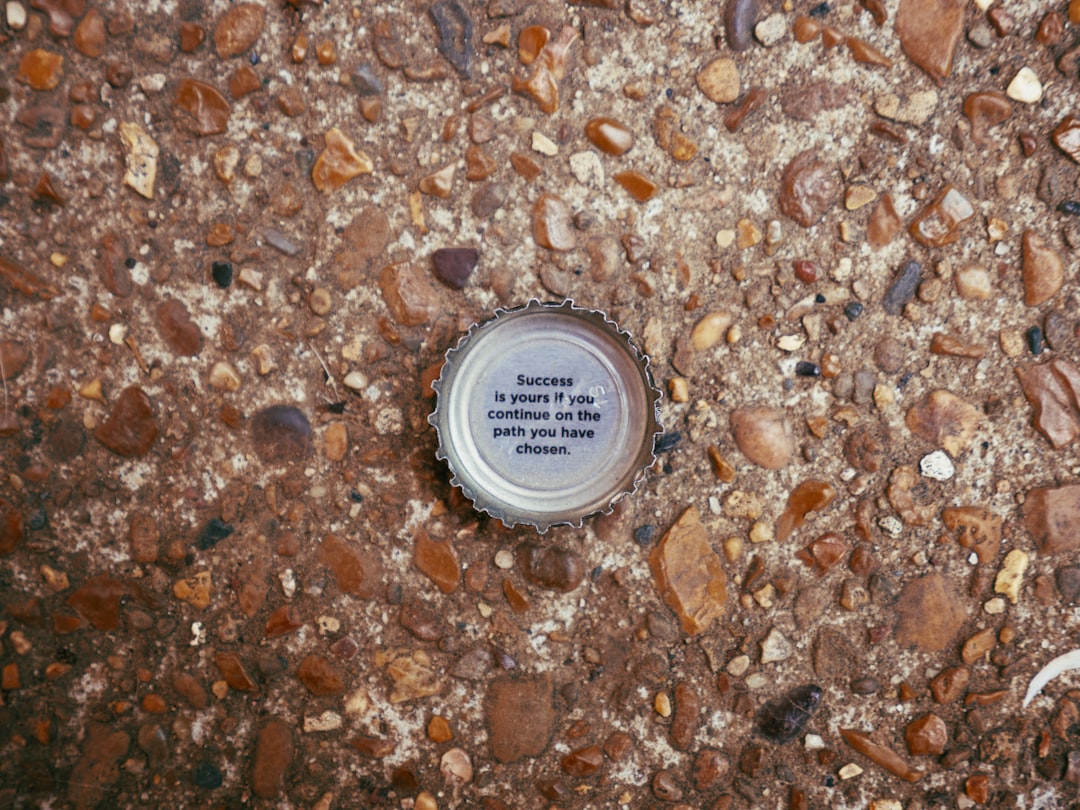 Success
is yours if you
continue on the
path you have
chosen.